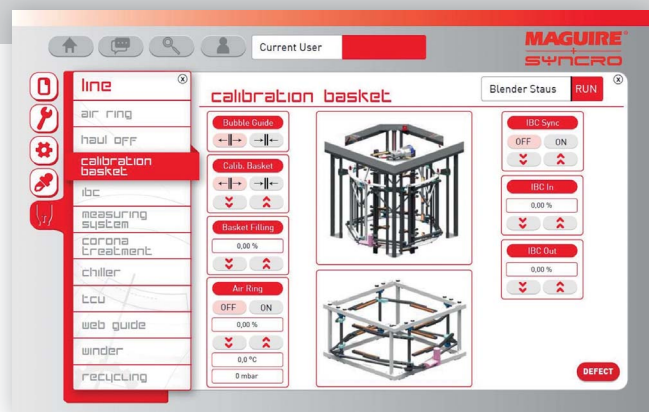 Current User
MAGUIRE®
+
SYNCRO
line
air ring
haul off
calibration
basket
ibc
measuring
system
corona
treatment
chiller
tcu
web guide
winder
recycling
calibration basket
Blender Staus
RUN
Bubble Guide
Calib. Basket
Basket Filling
0,00 %
Air Ring
OFF
ON
0,00 %
0,0 °C
0 mbar
IBC Sync
OFF
ON
IBC In
0,00 %
IBC Out
0,00 %
DEFECT